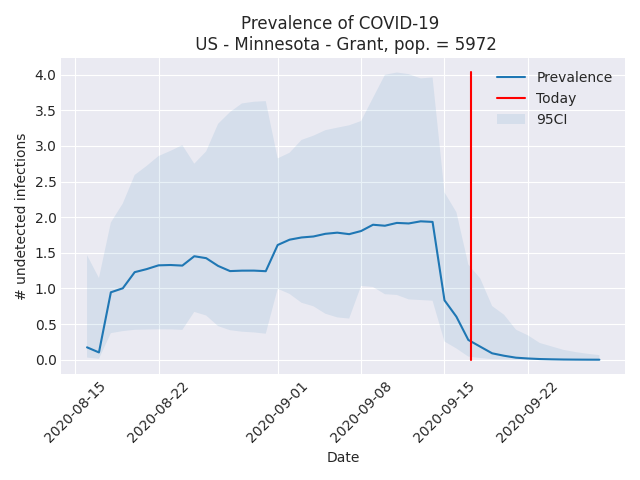 Prevalence of COVID-19
US - Minnesota - Grant, pop. = 5972
Prevalence
Today
95CI
# undetected infections
4.0
3.5
3.0
2.5
2.0
1.5
1.0
0.5
0.0
2020-08-15
2020-08-22
2020-09-01
2020-09-08
2020-09-15
2020-09-22
Date